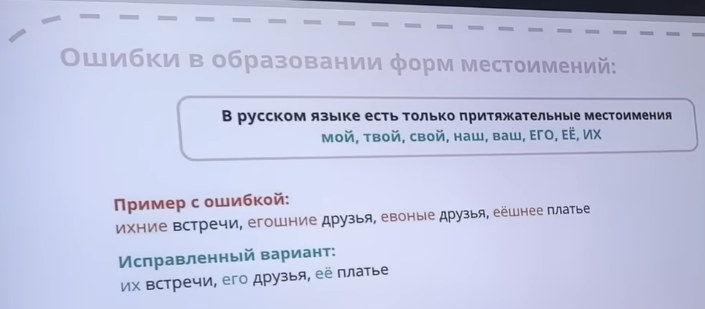 Ошибки в образовании форм местоимений:
В русском языке есть только притяжательные местоимения
мой, твой, свой, наш, ваш, ЕГО, ЕЁ, ИХ
Пример с ошибкой:
ихние встречи, егошние друзья, евоные друзья, еёшнее платье
Исправленный вариант:
их встречи, его друзья, её платье